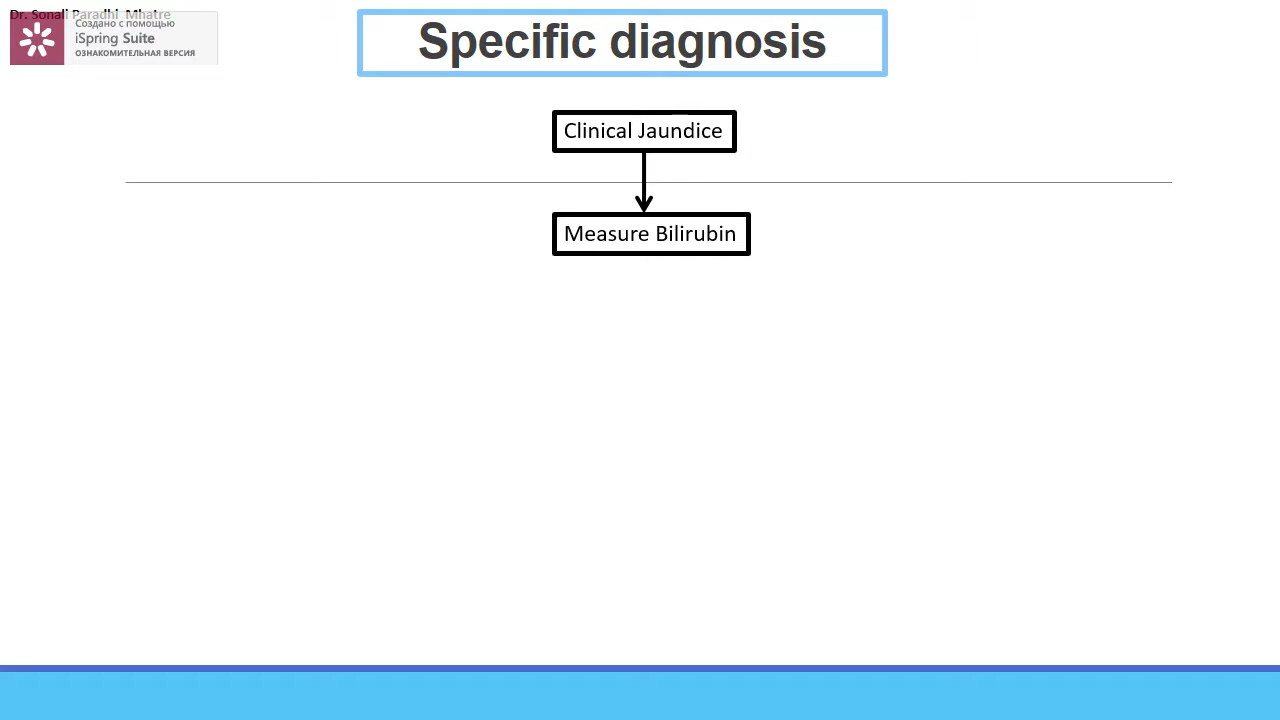 Dr. Sonali Paradhi Mhatre
Создано с помощью
iSpring Suite
ОЗНАКОМИТЕЛЬНАЯ ВЕРСИЯ
Specific diagnosis
Clinical Jaundice
Measure Bilirubin